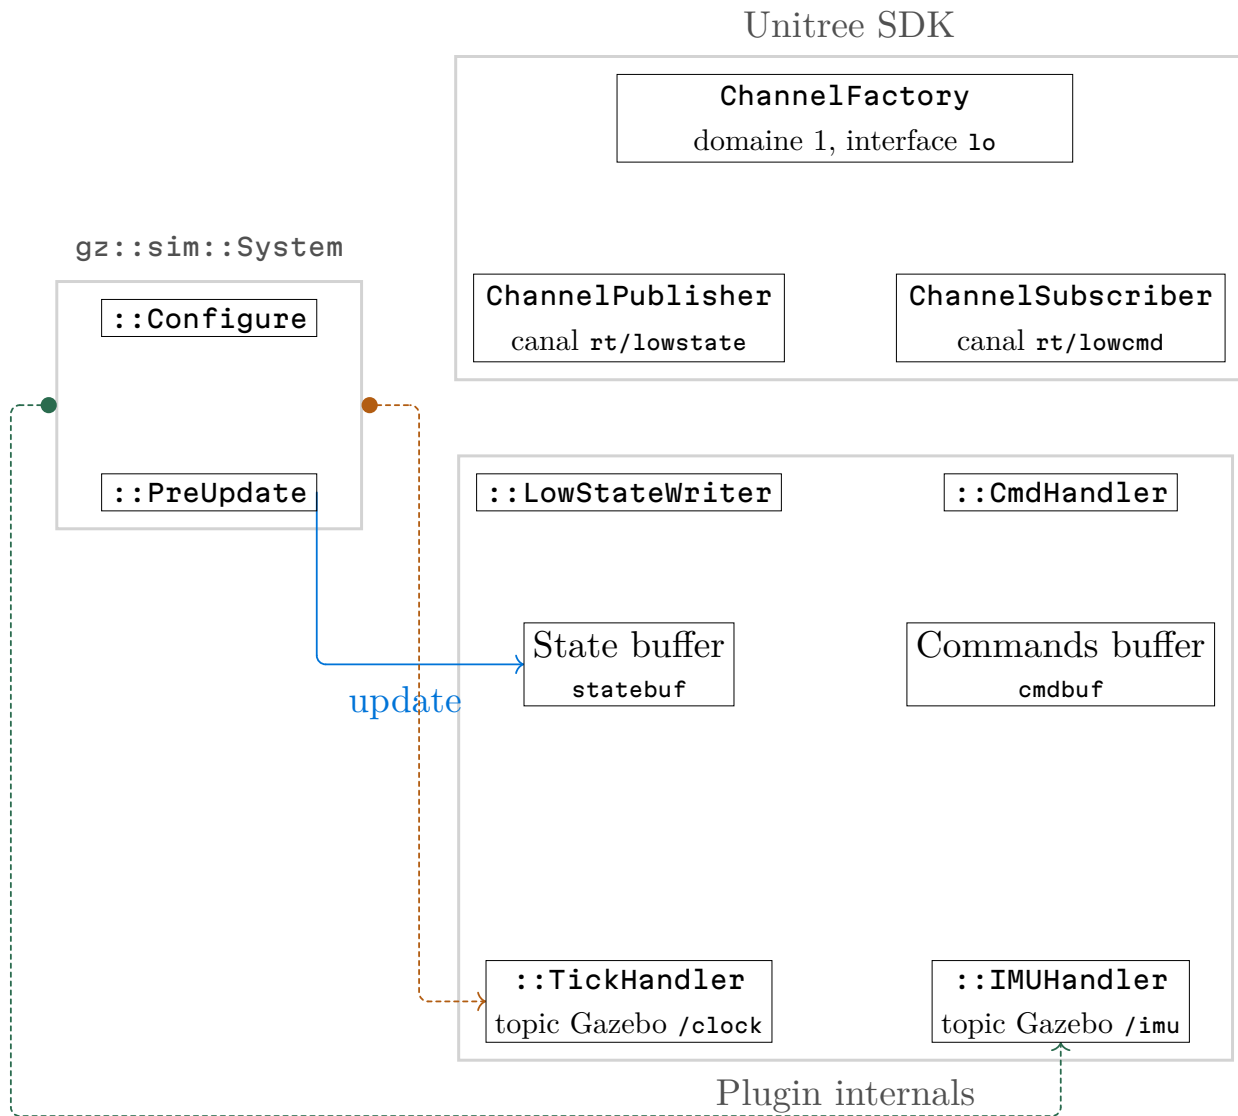 Unitree SDK
ChannelFactory
domaine 1, interface lo
gz::sim::System
::Configure
ChannelPublisher
canal rt/lowstate
ChannelSubscriber
canal rt/lowcmd
::PreUpdate
::LowStateWriter
::CmdHandler
State buffer
statebuf
Commands buffer
cmdbuf
update
::TickHandler
topic Gazebo /clock
::IMUHandler
topic Gazebo /imu
Plugin internals